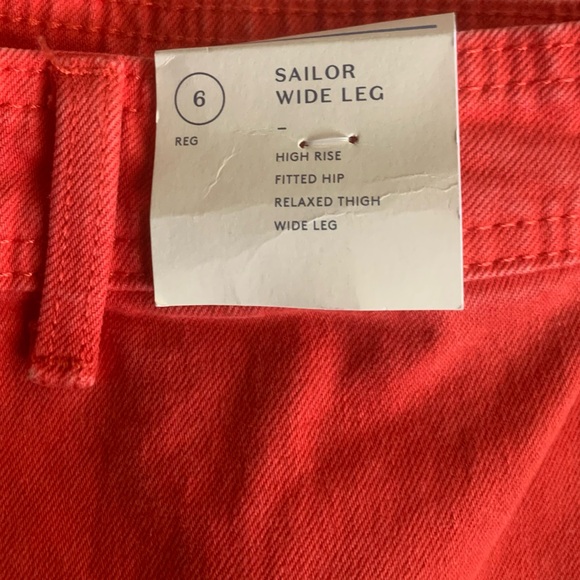 6
REG
SAILOR
WIDE LEG
–
HIGH RISE
FITTED HIP
RELAXED THIGH
WIDE LEG